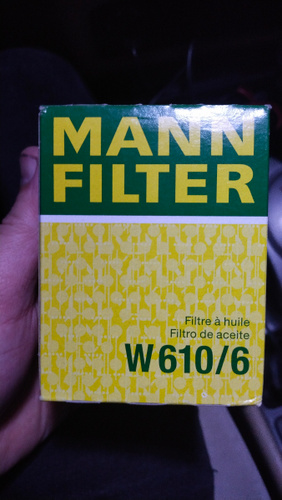 MANN
FILTER
Filtre à huile
Filtro de aceite
W 610/6